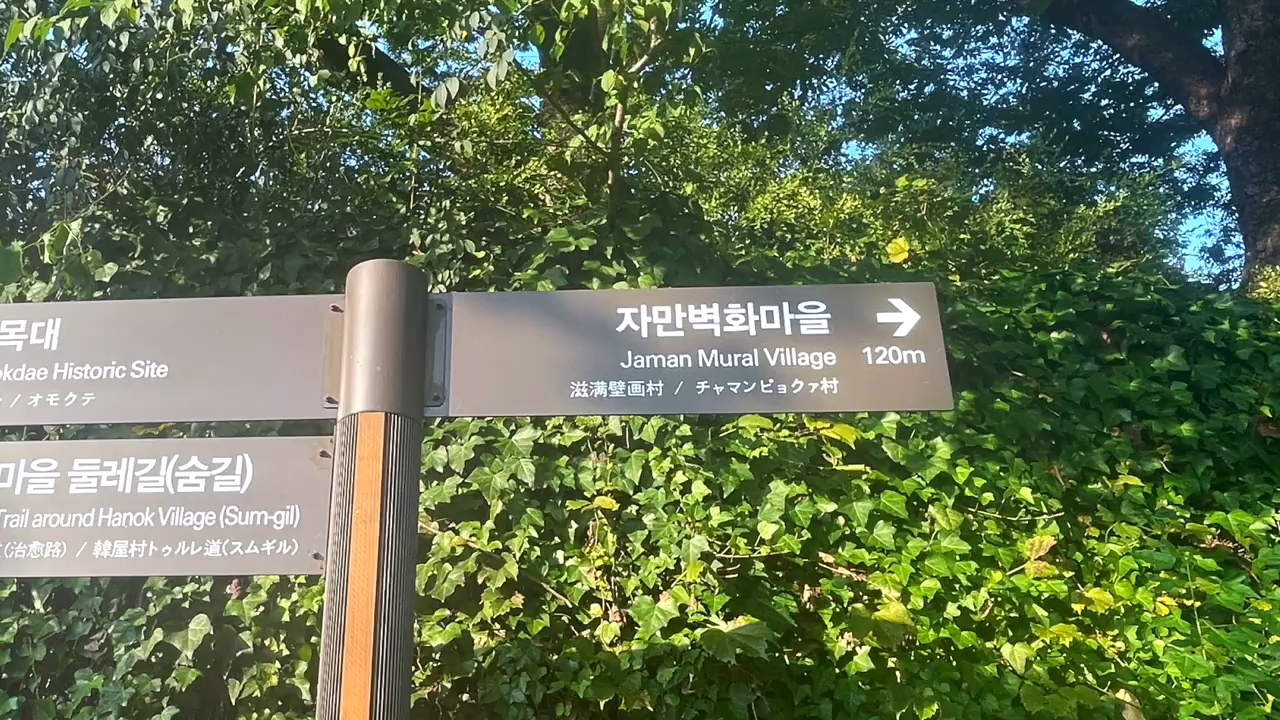 목대
okdae Historic Site
/ オモクテ
마을 둘레길(숨길)
Trail around Hanok Village (Sum-gil)
(治愈路) / 韓屋村トゥルレ道(スムギル)
자만벽화마을
Jaman Mural Village 120m
滋满壁画村 / チャマンビョクァ村